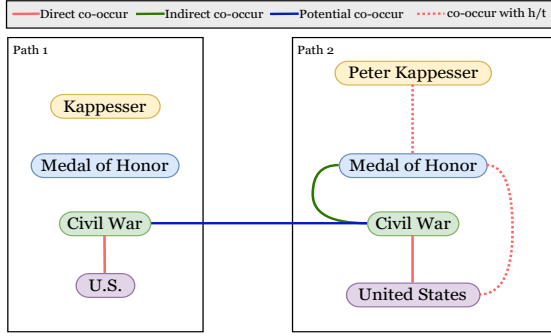 Direct co-occur Indirect co-occur Potential co-occur co-occur with h/t
Path 1
Kappesser
Medal of Honor
Civil War
U.S.
Path 2
Peter Kappesser
Medal of Honor
Civil War
United States